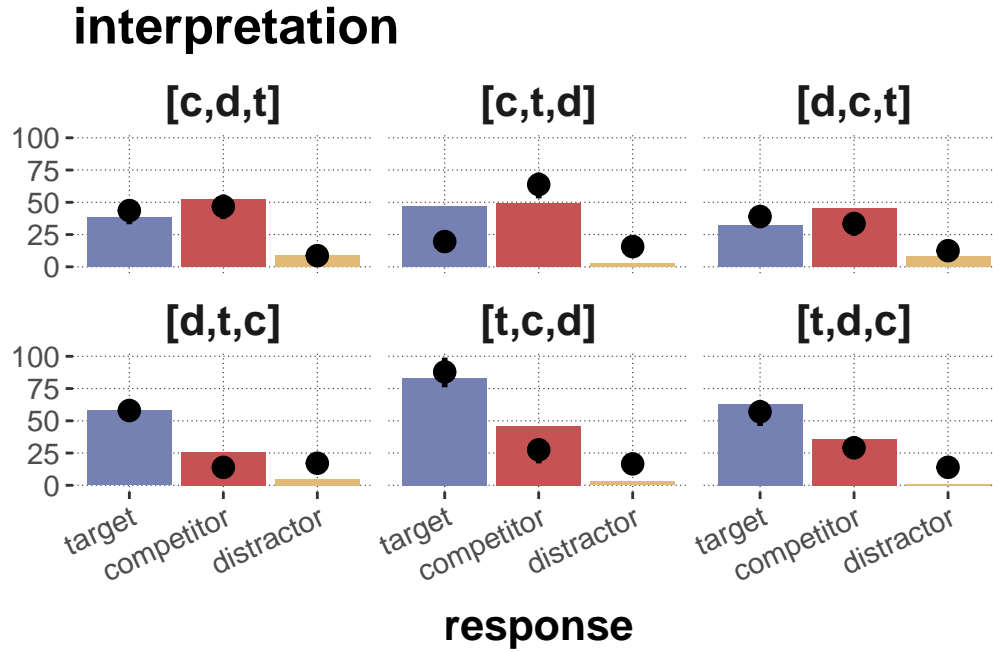 interpretation
[c,d,t] [c,t,d] [d,c,t]
100
75
50
25
0
[d,t,c] [t,c,d] [t,d,c]
100
75
50
25
0
target competitor distractor target competitor distractor target competitor distractor
response